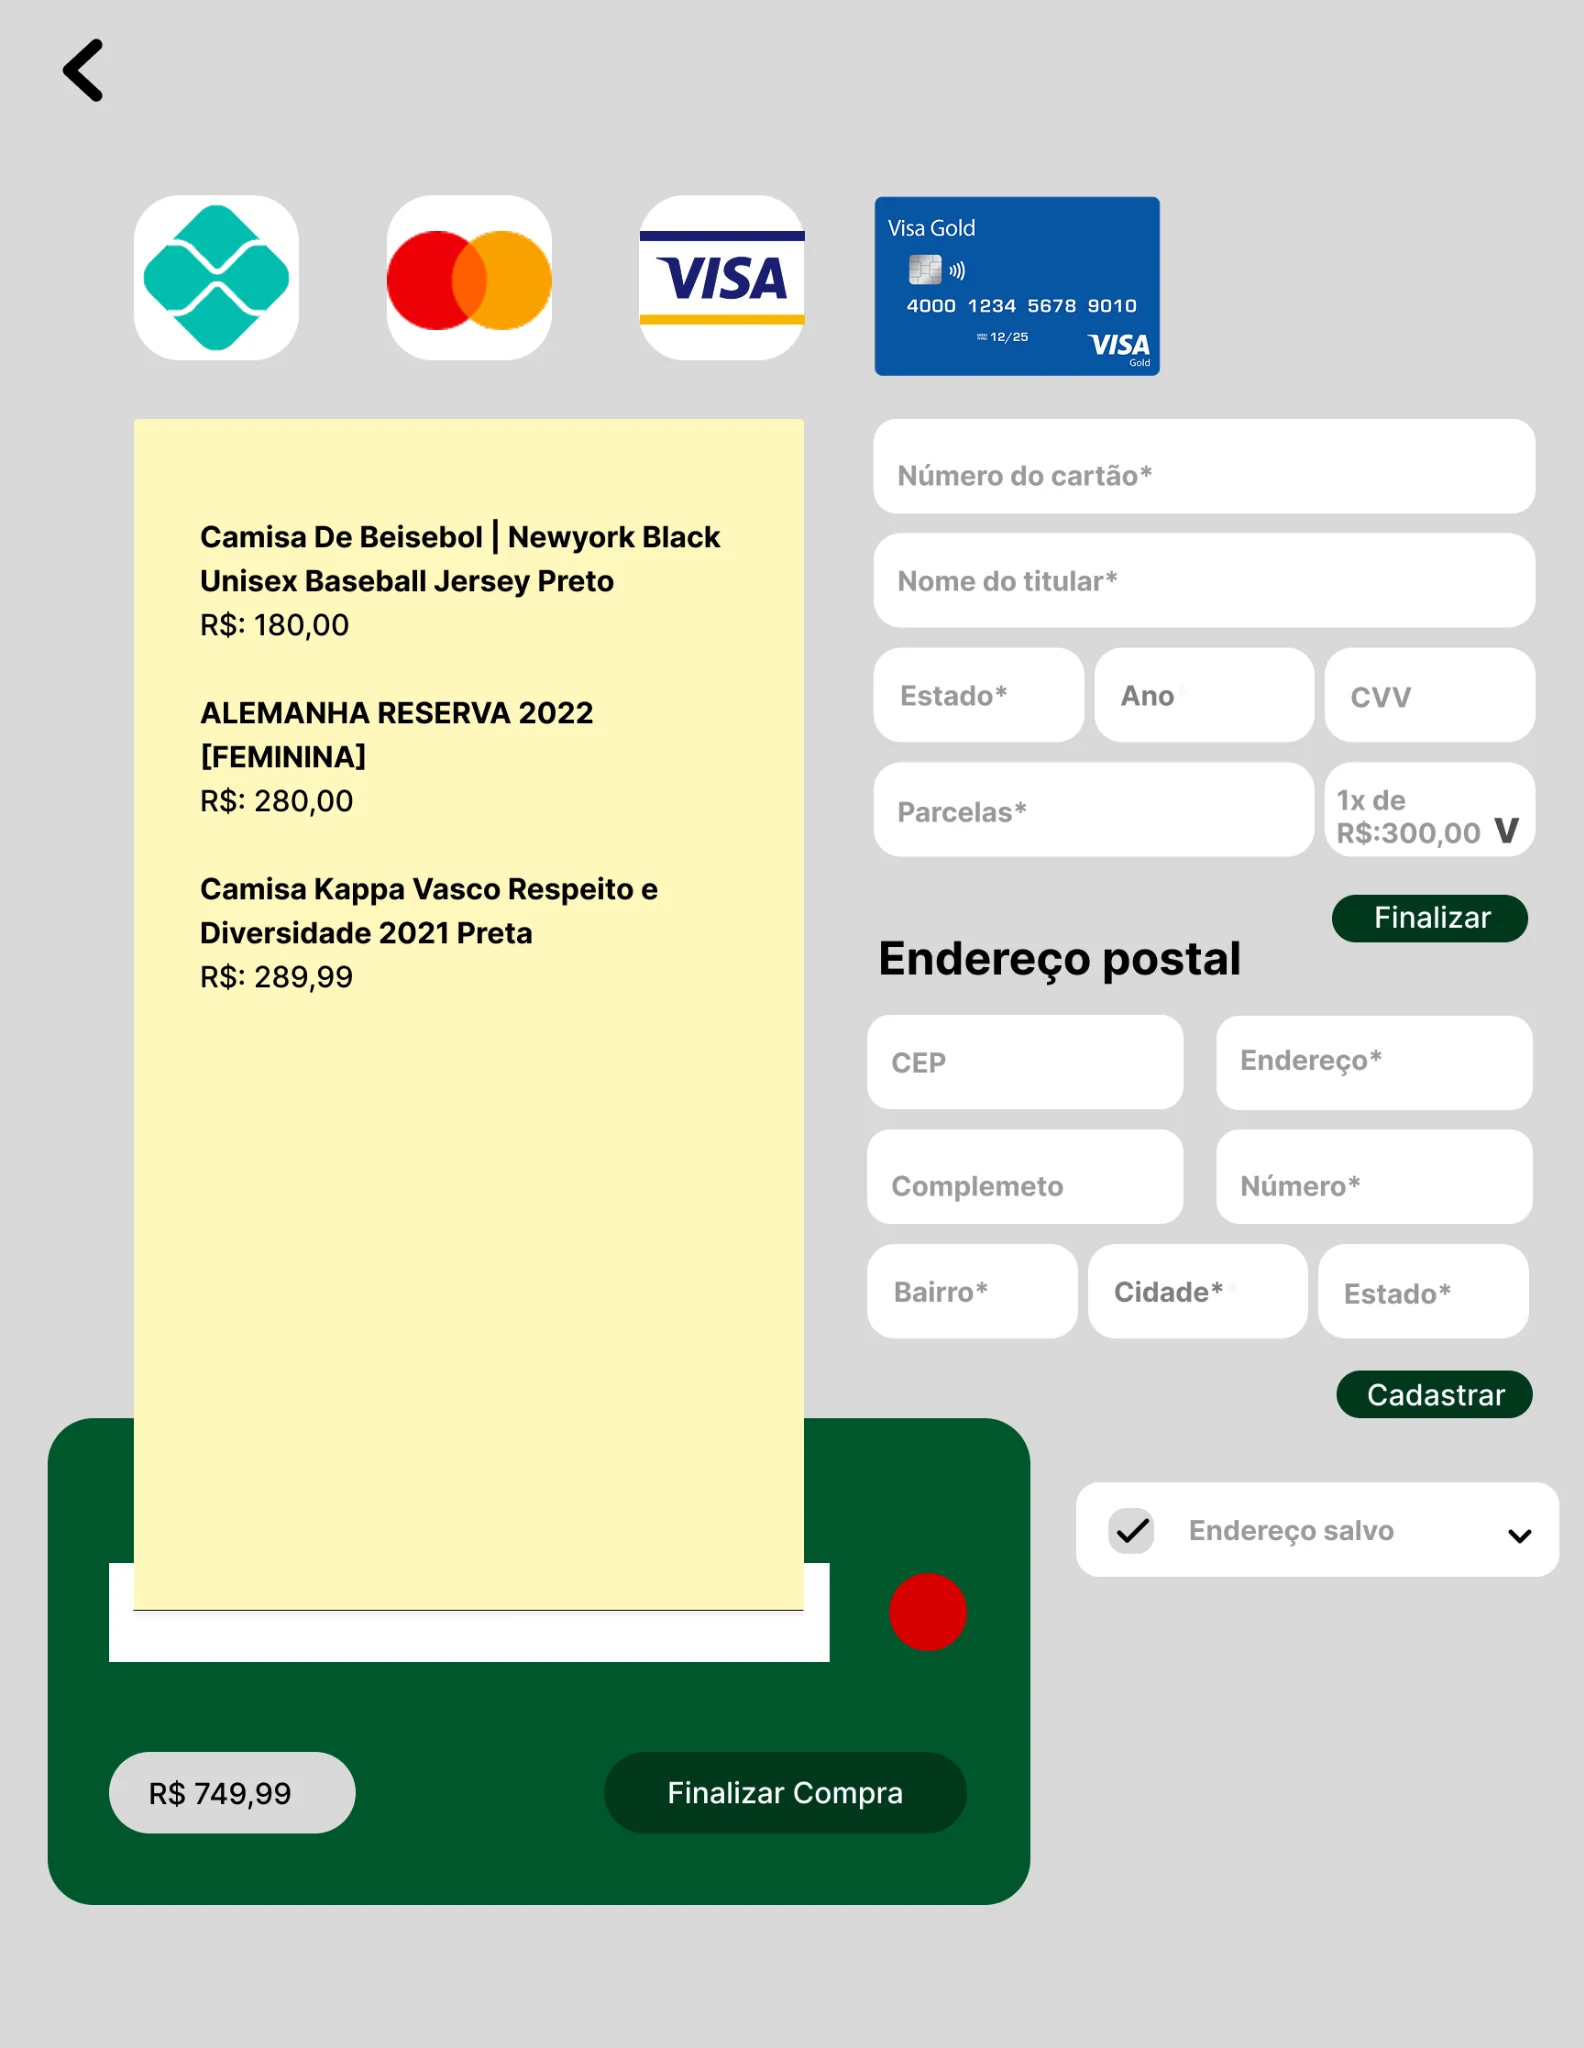 VISA
Visa Gold
4000 1234 5678 9010
12/25
VISA
Gold
Camisa De Beisebol | Newyork Black
Unisex Baseball Jersey Preto
R$: 180,00
ALEMANHA RESERVA 2022
[FEMININA]
R$: 280,00
Camisa Kappa Vasco Respeito e
Diversidade 2021 Preta
R$: 289,99
Número do cartão*
Nome do titular*
Estado*
Ano
CVV
Parcelas*
1x de
R$:300,00 V
Finalizar
Endereço postal
CEP
Endereço*
Complemeto
Número*
Bairro*
Cidade*
Estado*
Cadastrar
Endereço salvo
R$ 749,99
Finalizar Compra